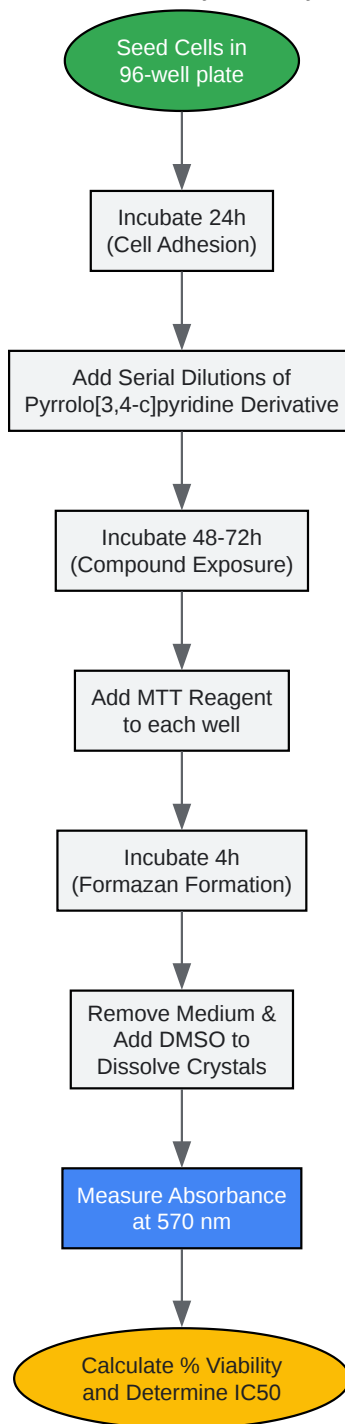 Seed Cells in
96-well plate
Incubate 24h
(Cell Adhesion)
Add Serial Dilutions of
Pyrrolo[3,4-c]pyridine Derivative
Incubate 48-72h
(Compound Exposure)
Add MTT Reagent
to each well
Incubate 4h
(Formazan Formation)
Remove Medium &
Add DMSO to
Dissolve Crystals
Measure Absorbance
at 570 nm
Calculate % Viability
and Determine IC50